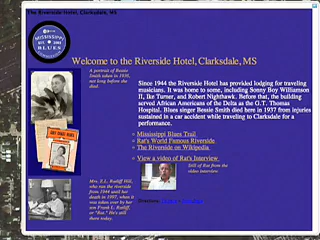 The Riverside Hotel, Clarksdale, MS
MISSISSIPPI
BLUES
Welcome to the Riverside Hotel, Clarksdale, MS
A portrait of Bessie
Smith taken in 1936,
not long before she
died.
Since 1944 the Riverside Hotel has provided lodging for traveling
musicians. It was home to some, including Sonny Boy Williamson
II, Ike Turner, and Robert Nighthawk. Before that, the building
served African Americans of the Delta as the G.T. Thomas
Hospital. Blues singer Bessie Smith died here in 1937 from injuries
sustained in a car accident while traveling to Clarksdale for a
performance.
Mississippi Blues Trail
Rat's World Famous Riverside
The Riverside on Wikipedia
View a video of Rat's Interview
Still of Rat from the
video interview.
Mrs. Z.L. Ratliff Hill,
who ran the riverside
from 1944 until her
death in 1997, when it
was taken over by her
son Frank L. Ratliff,
or "Rat." He's still
there today.